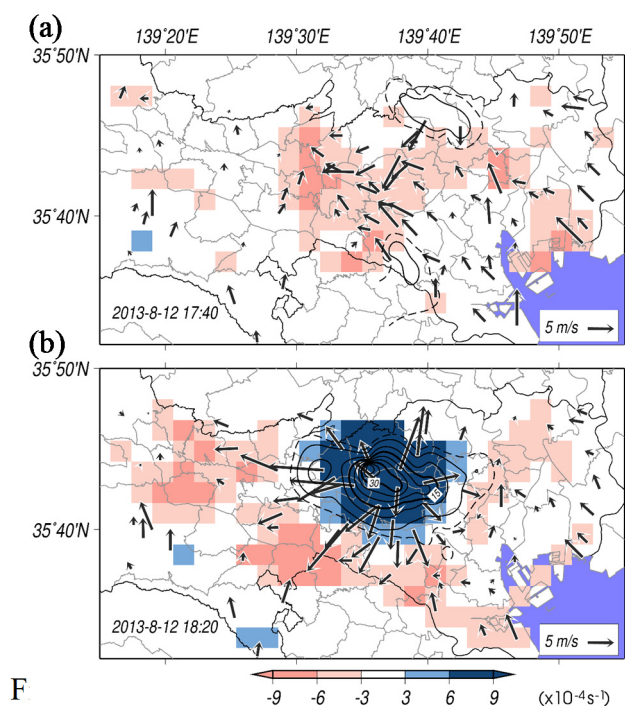 (a)
139°20'E 139°30'E 139°40'E 139°50'E
35°50'N
35°40'N
2013-8-12 17:40
5 m/s
(b)
35°50'N
30
15
35°40'N
2013-8-12 18:20
5 m/s
F
-9 -6 -3 3 6 9 (x10⁻⁴s⁻¹)